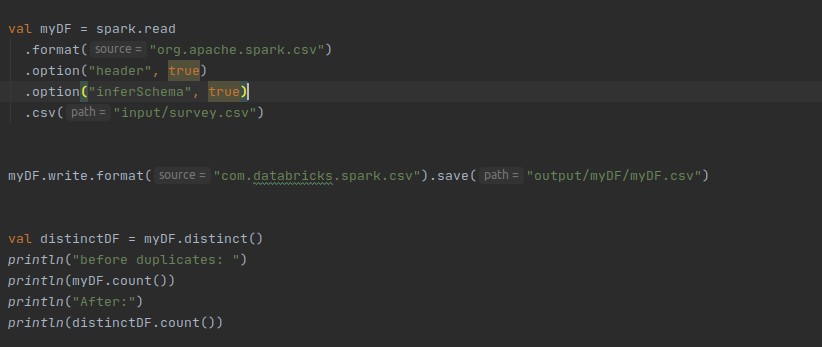 val myDF = spark.read
.format( source = "org.apache.spark.csv")
.option("header", true)
.option("inferSchema", true)
.csv( path = "input/survey.csv")
myDF.write.format( source = "com.databricks.spark.csv").save( path = "output/myDF/myDF.csv")
val distinctDF = myDF.distinct()
println("before duplicates: ")
println(myDF.count())
println("After:")
println(distinctDF.count())